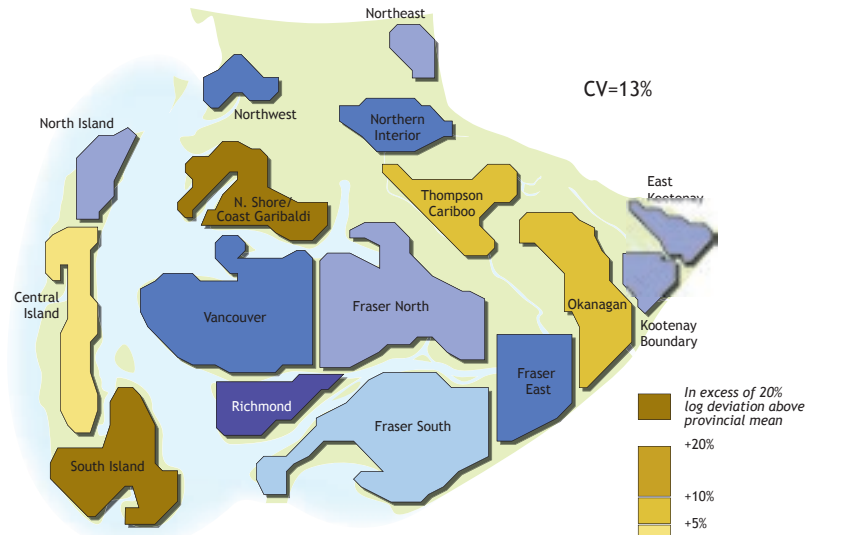 Northeast
CV=13%
Northwest
North Island
Northern
Interior
East
Thompson
Cariboo
N. Shore/
Coast Garibaldi
Central
Island
Vancouver
Fraser North
Okanagan
Kootenay
Boundary
Fraser
East
Richmond
Fraser South
South Island
In excess of 20%
log deviation above
provincial mean
+20%
+10%
+5%